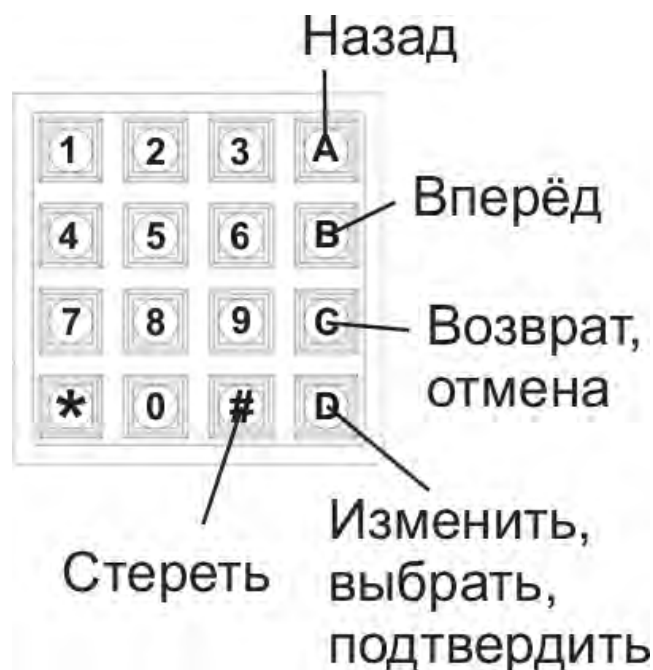 Назад
1 2 3 A
Вперёд
4 5 6 B
7 8 9 C
Возврат,
отмена
* 0 # D
Изменить,
выбрать,
подтвердить
Стереть